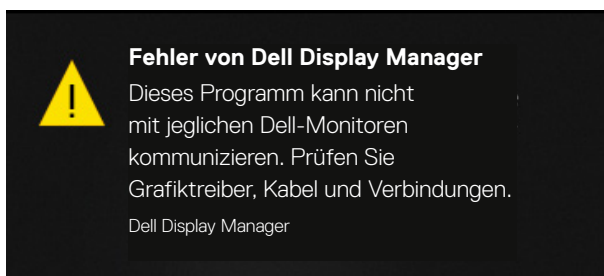 Fehler von Dell Display Manager
Dieses Programm kann nicht
mit jeglichen Dell-Monitoren
kommunizieren. Prüfen Sie
Grafiktreiber, Kabel und Verbindungen.
Dell Display Manager